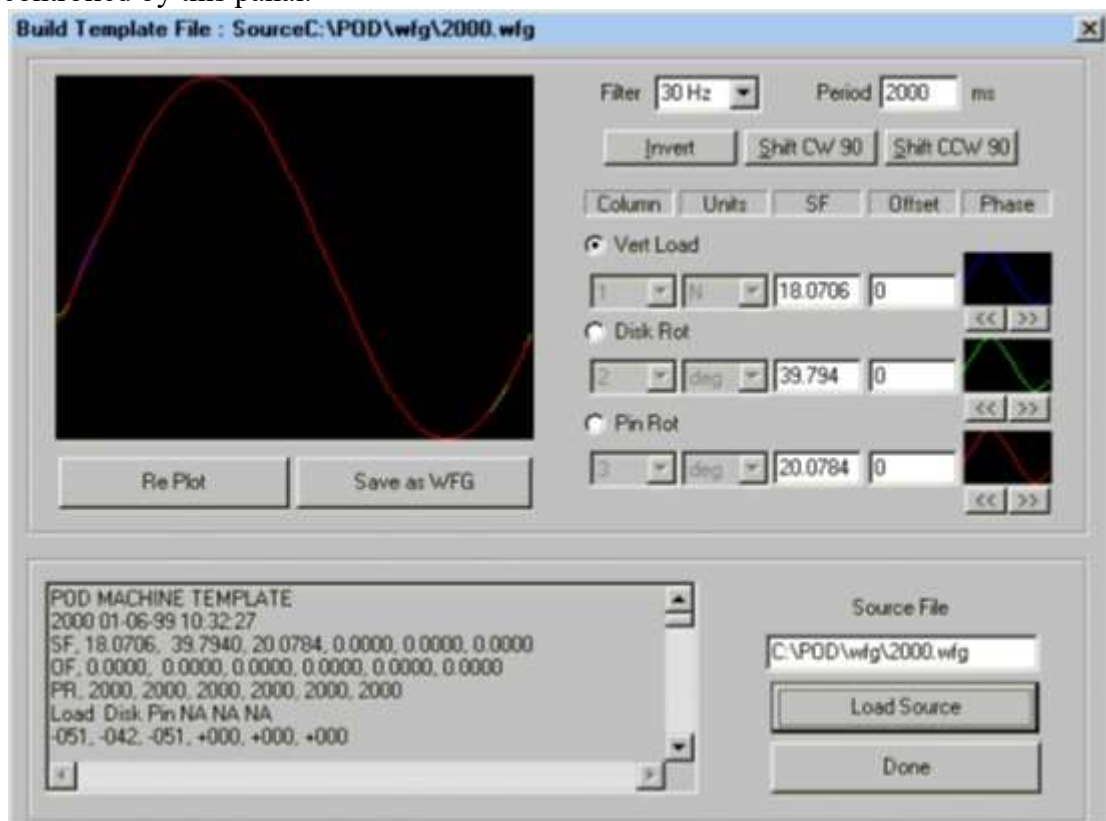 Build Template File : SourceC:\POD\wfg\2000.wfg
Filter 30 Hz Period 2000 ms
Invert Shift CW 90 Shift CCW 90
Column Units SF Offset Phase
Vert Load
1 N 18.0706 0
<< >>
Disk Rot
2 deg 39.794 0
<< >>
Pin Rot
3 deg 20.0784 0
<< >>
Re Plot Save as WFG
POD MACHINE TEMPLATE
2000 01-06-99 10:32:27
SF, 18.0706, 39.7940, 20.0784, 0.0000, 0.0000, 0.0000
OF, 0.0000, 0.0000, 0.0000, 0.0000, 0.0000, 0.0000
PR, 2000, 2000, 2000, 2000, 2000, 2000
Load Disk Pin NA NA NA
-051, -042, -051, +000, +000, +000
Source File
C:\POD\wfg\2000.wfg
Load Source
Done